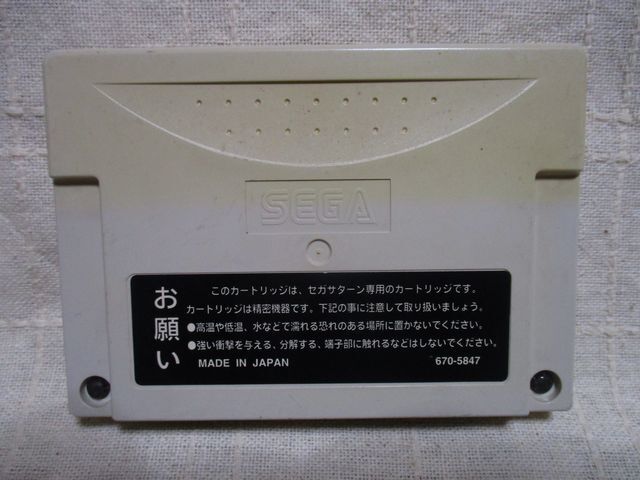 SEGA
お願い
このカートリッジは、セガサターン専用のカートリッジです。
カートリッジは精密機器です。下記の事に注意して取り扱いましょう。
●高温や低温、水などで濡れる恐れのある場所に置かないでください。
●強い衝撃を与える、分解する、端子部に触れるなどはしないでください。
MADE IN JAPAN 670-5847